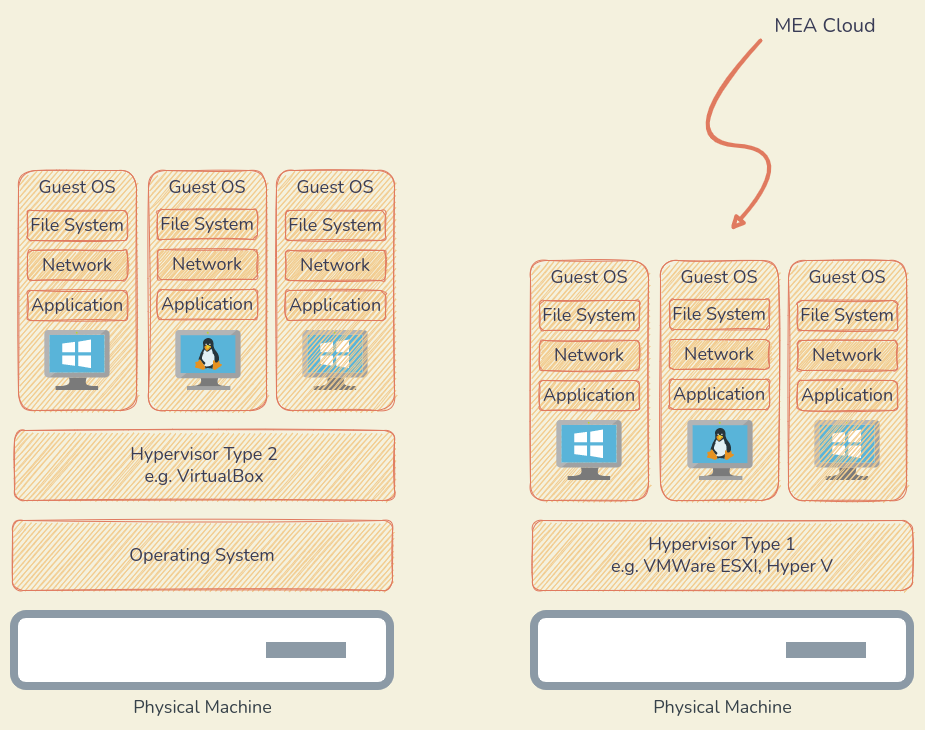 MEA Cloud
Guest OS
File System
Network
Application
Guest OS
File System
Network
Application
Guest OS
File System
Network
Application
Hypervisor Type 2
e.g. VirtualBox
Operating System
Physical Machine
Guest OS
File System
Network
Application
Guest OS
File System
Network
Application
Guest OS
File System
Network
Application
Hypervisor Type 1
e.g. VMWare ESXI, Hyper V
Physical Machine